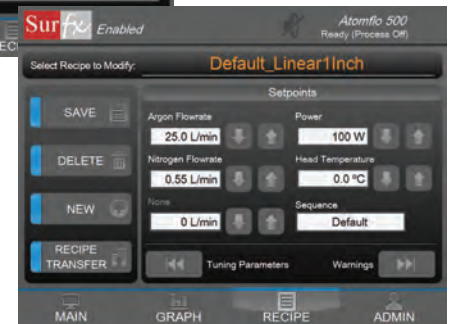 EC
Surfx Enabled
Atomflo 500
Ready (Process Off)
Select Recipe to Modify:
Default_Linear1Inch
Setpoints
SAVE
DELETE
NEW
RECIPE
TRANSFER
Argon Flowrate
25.0 L/min
Power
100 W
Nitrogen Flowrate
0.55 L/min
Head Temperature
0.0 ºC
None
0 L/min
Sequence
Default
Tuning Parameters
Warnings
MAIN
GRAPH
RECIPE
ADMIN